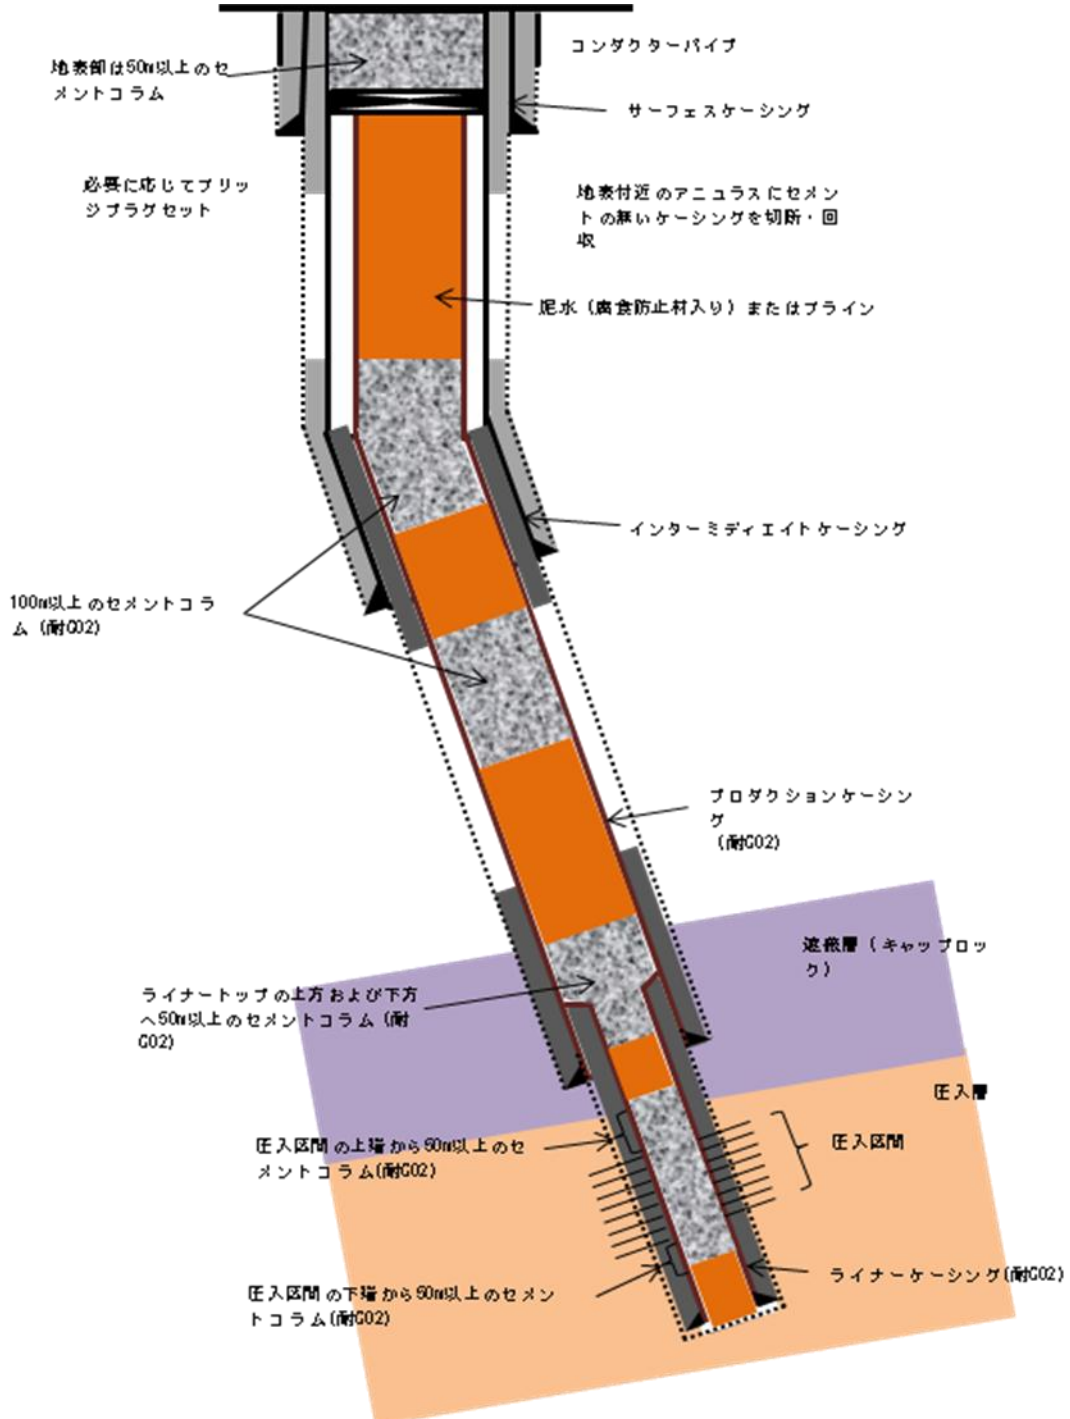 コンダクターパイプ
地表部は50m以上のセ
メントコラム
サーフェスケーシング
必要に応じてブリッ
ジプラグセット
地表付近のアニュラスにセメン
トの無いケーシングを切断・回
収
泥水（腐食防止材入り）またはブライン
インターミディエイトケーシング
100m以上のセメントコラ
ム（耐CO2）
プロダクションケーシン
グ
（耐CO2）
遮蔽層（キャップロッ
ク）
ライナートップの上方および下方
へ50m以上のセメントコラム（耐
CO2）
圧入層
圧入区間の上端から50m以上のセ
メントコラム(耐CO2)
圧入区間
ライナーケーシング(耐CO2)
圧入区間の下端から50m以上のセメン
トコラム(耐CO2)